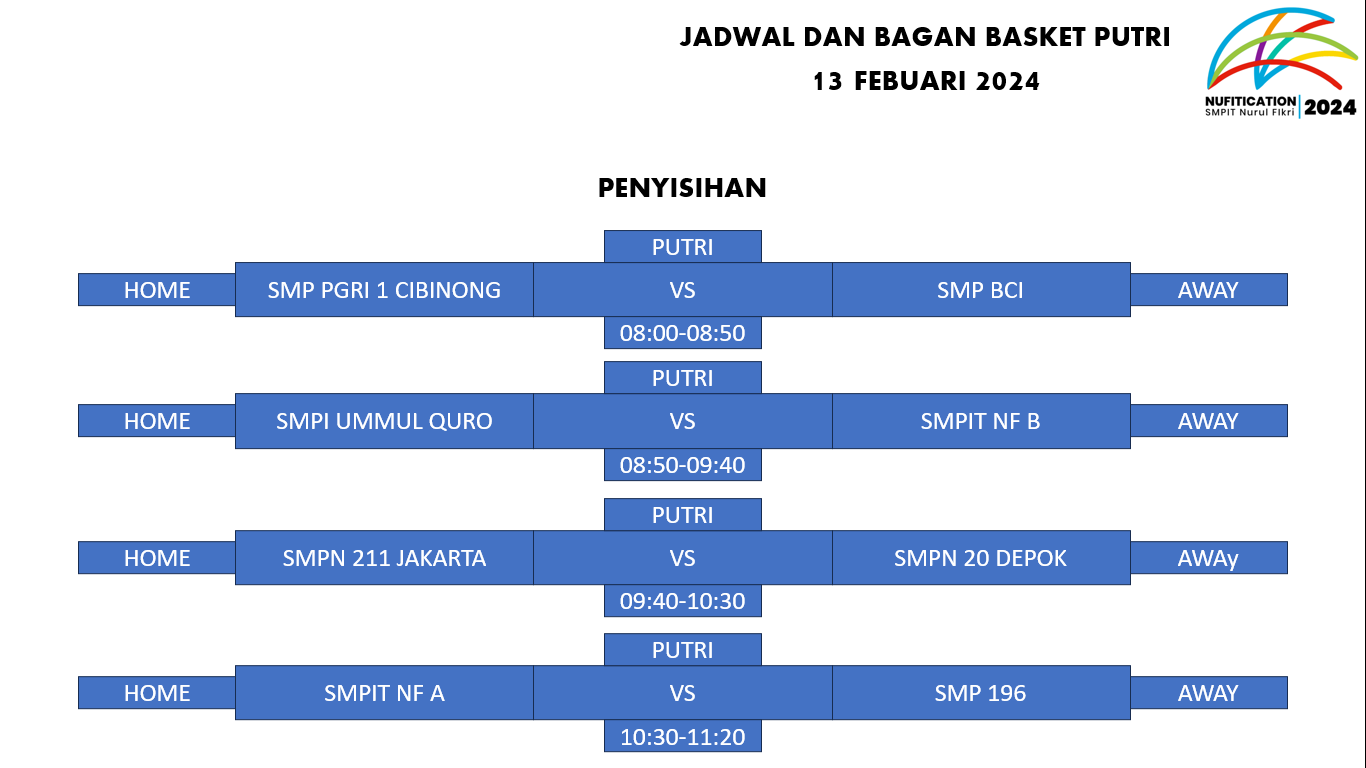 JADWAL DAN BAGAN BASKET PUTRI
13 FEBUARI 2024
NUFITICATION
SMPIT Nurul Fikri
2024
PENYISIHAN
PUTRI
HOME SMP PGRI 1 CIBINONG VS SMP BCI AWAY
08:00-08:50
PUTRI
HOME SMPI UMMUL QURO VS SMPIT NF B AWAY
08:50-09:40
PUTRI
HOME SMPN 211 JAKARTA VS SMPN 20 DEPOK AWAy
09:40-10:30
PUTRI
HOME SMPIT NF A VS SMP 196 AWAY
10:30-11:20